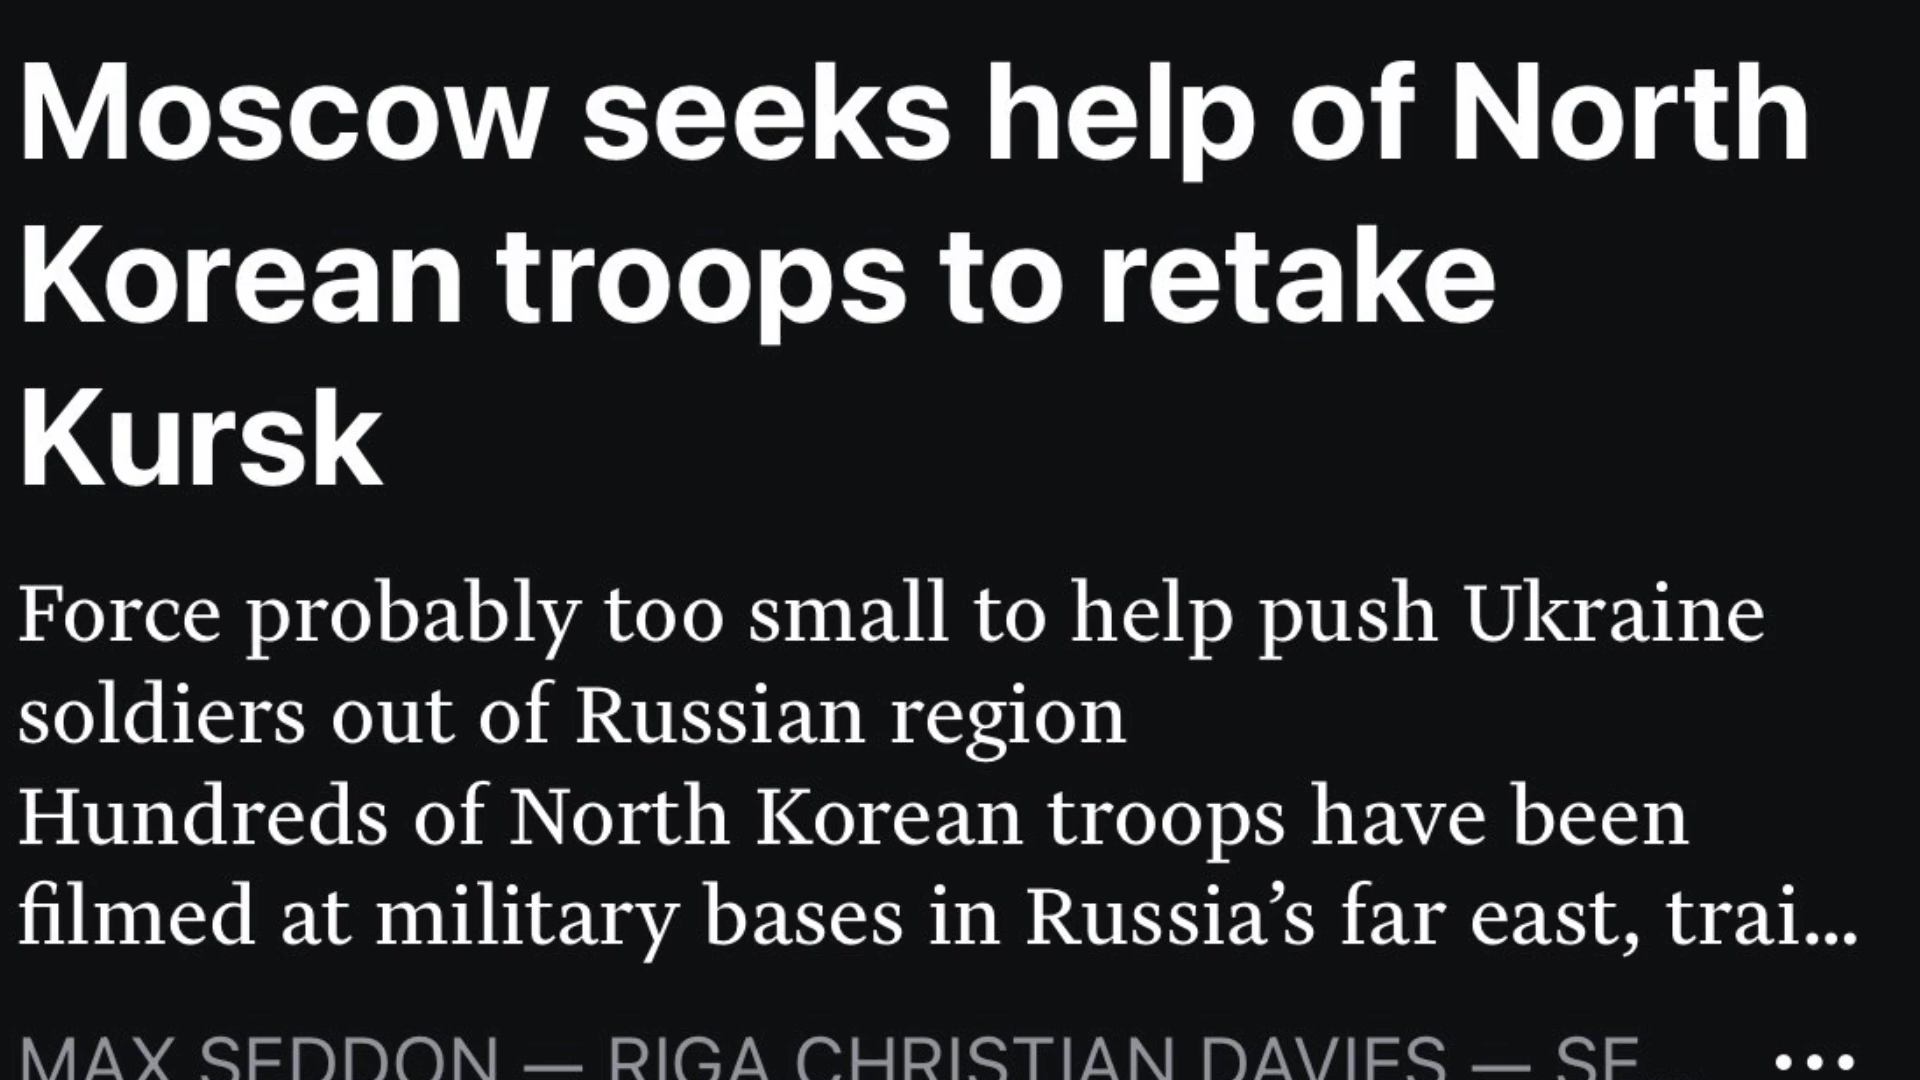 Moscow seeks help of North
Korean troops to retake
Kursk
Force probably too small to help push Ukraine
soldiers out of Russian region
Hundreds of North Korean troops have been
filmed at military bases in Russia’s far east, trai...
MAX SEDDON — RIGA CHRISTIAN DAVIES — SE